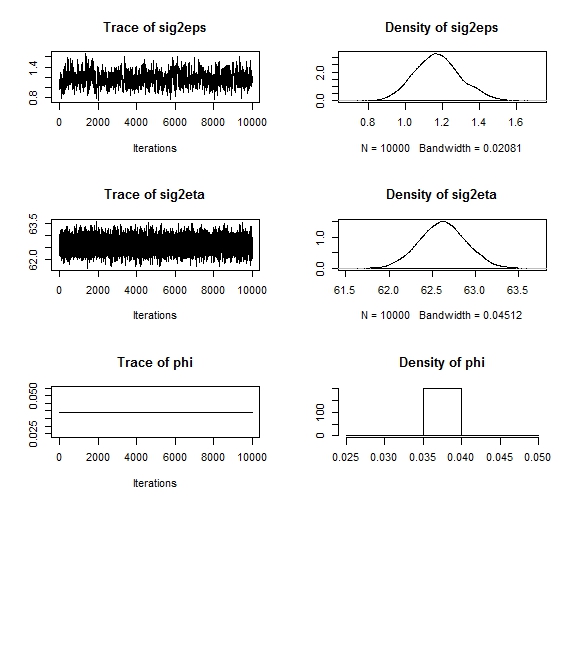 Trace of sig2eps
0.8 1.4
0 2000 4000 6000 8000 10000
Iterations
Density of sig2eps
0.0 2.0
0.8 1.0 1.2 1.4 1.6
N = 10000 Bandwidth = 0.02081
Trace of sig2eta
62.0 63.5
0 2000 4000 6000 8000 10000
Iterations
Density of sig2eta
0.0 1.0
61.5 62.0 62.5 63.0 63.5
N = 10000 Bandwidth = 0.04512
Trace of phi
0.025 0.050
0 2000 4000 6000 8000 10000
Iterations
Density of phi
0 100
0.025 0.030 0.035 0.040 0.045 0.050